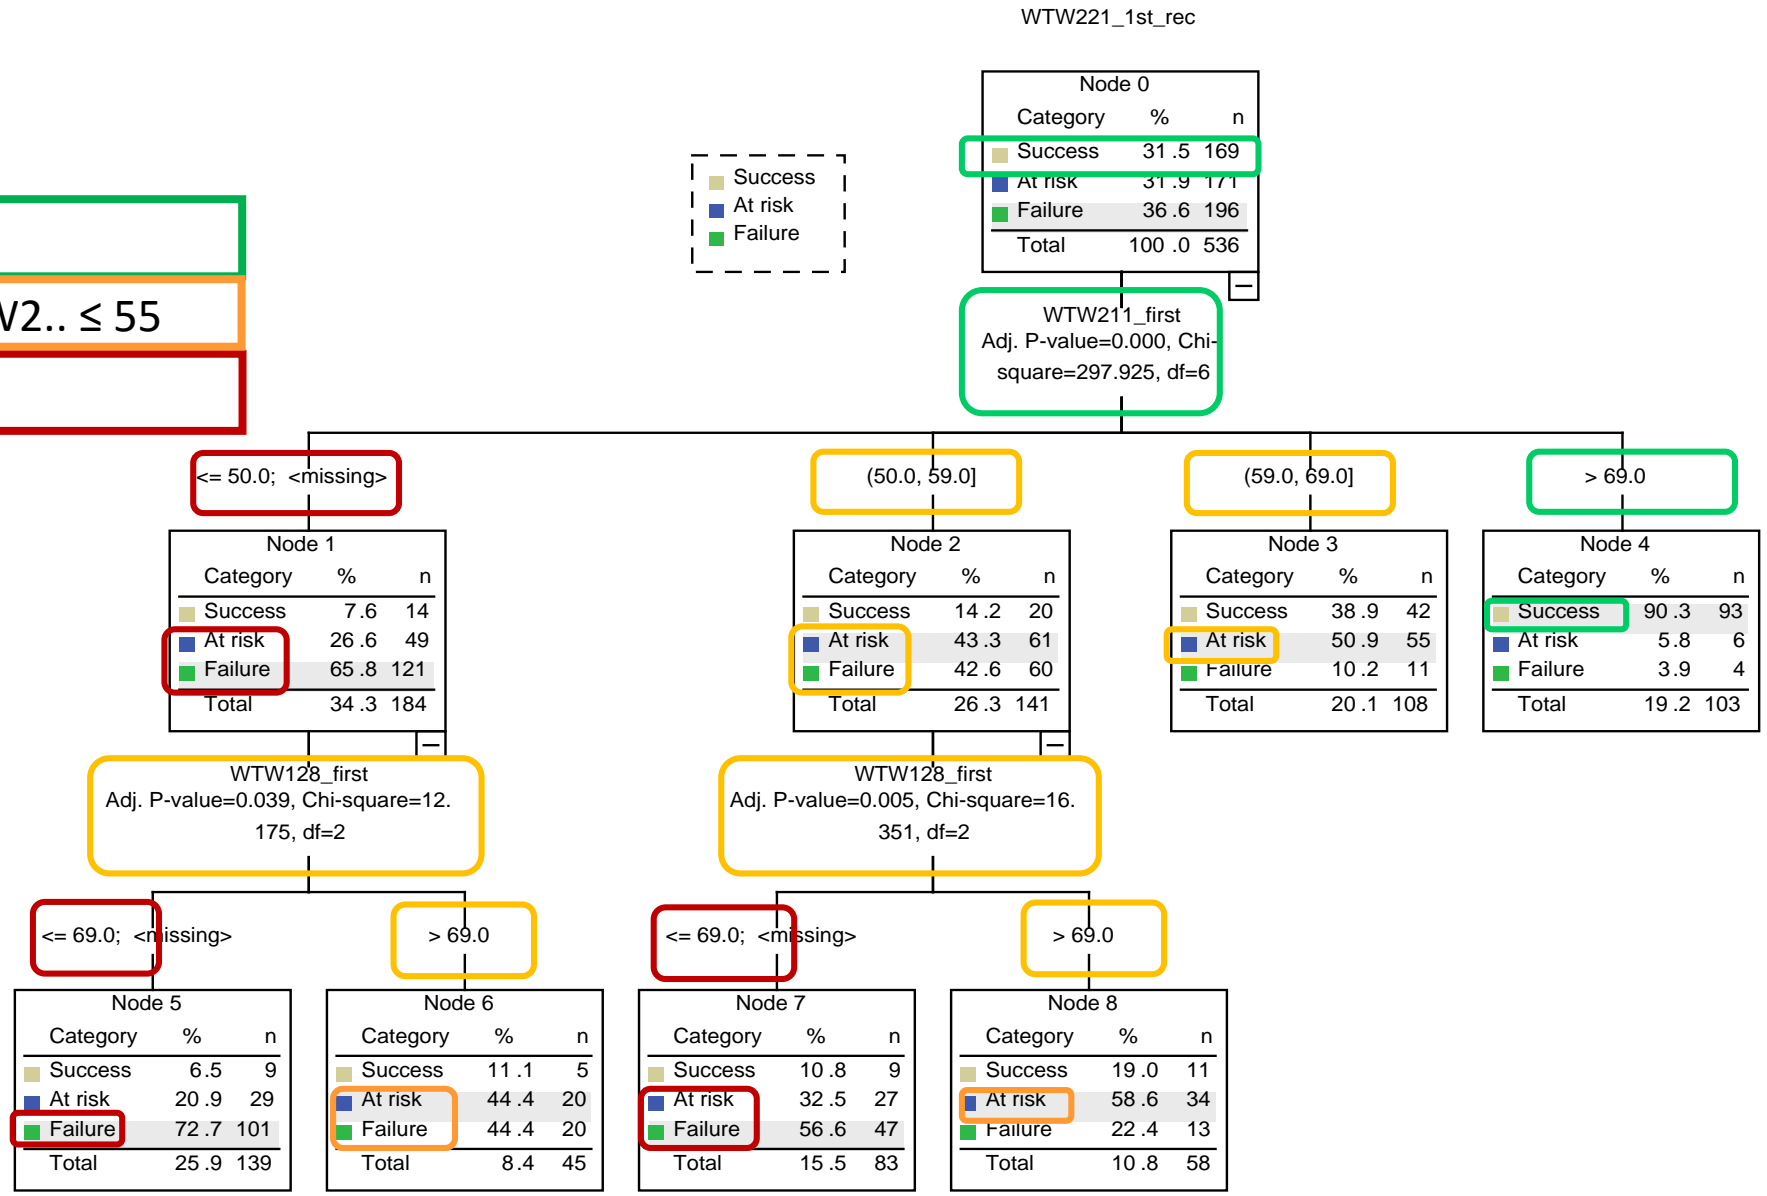 WTW221_1st_rec
Node 0
Category % n
Success 31.5 169
At risk 31.9 171
Failure 36.6 196
Total 100.0 536
Success
At risk
Failure
V2.. ≤ 55
WTW211_first
Adj. P-value=0.000, Chi-
square=297.925, df=6
<= 50.0; <missing>
(50.0, 59.0]
(59.0, 69.0]
> 69.0
Node 1
Category % n
Success 7.6 14
At risk 26.6 49
Failure 65.8 121
Total 34.3 184
Node 2
Category % n
Success 14.2 20
At risk 43.3 61
Failure 42.6 60
Total 26.3 141
Node 3
Category % n
Success 38.9 42
At risk 50.9 55
Failure 10.2 11
Total 20.1 108
Node 4
Category % n
Success 90.3 93
At risk 5.8 6
Failure 3.9 4
Total 19.2 103
WTW128_first
Adj. P-value=0.039, Chi-square=12.
175, df=2
WTW128_first
Adj. P-value=0.005, Chi-square=16.
351, df=2
<= 69.0; <missing>
> 69.0
<= 69.0; <missing>
> 69.0
Node 5
Category % n
Success 6.5 9
At risk 20.9 29
Failure 72.7 101
Total 25.9 139
Node 6
Category % n
Success 11.1 5
At risk 44.4 20
Failure 44.4 20
Total 8.4 45
Node 7
Category % n
Success 10.8 9
At risk 32.5 27
Failure 56.6 47
Total 15.5 83
Node 8
Category % n
Success 19.0 11
At risk 58.6 34
Failure 22.4 13
Total 10.8 58